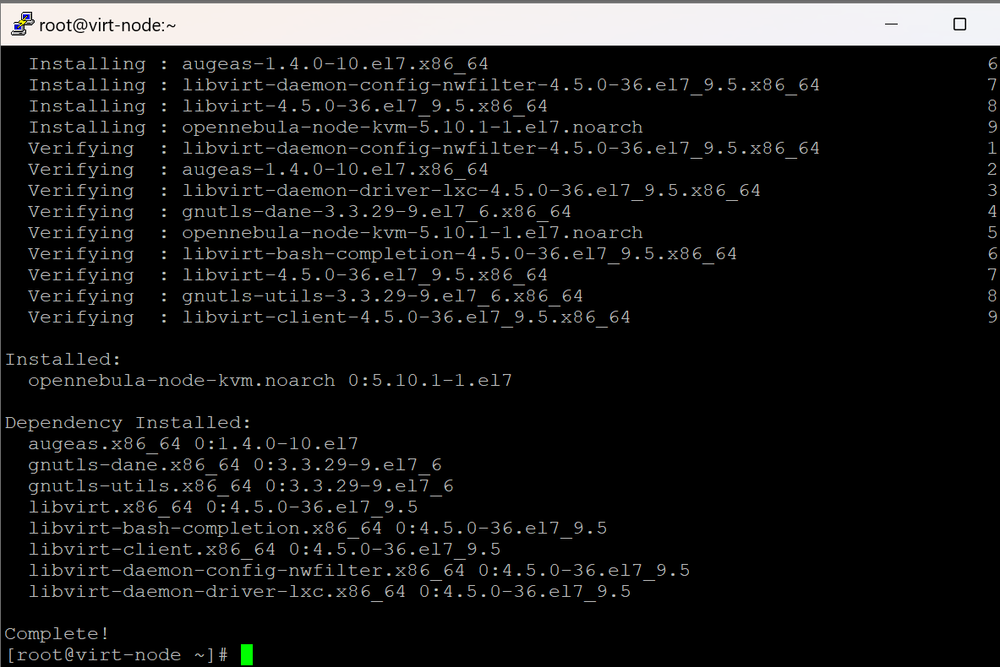 root@virt-node:~
Installing : augeas-1.4.0-10.el7.x86_64 6
Installing : libvirt-daemon-config-nwfilter-4.5.0-36.el7_9.5.x86_64 7
Installing : libvirt-4.5.0-36.el7_9.5.x86_64 8
Installing : opennebula-node-kvm-5.10.1-1.el7.noarch 9
Verifying : libvirt-daemon-config-nwfilter-4.5.0-36.el7_9.5.x86_64 1
Verifying : augeas-1.4.0-10.el7.x86_64 2
Verifying : libvirt-daemon-driver-lxc-4.5.0-36.el7_9.5.x86_64 3
Verifying : gnutls-dane-3.3.29-9.el7_6.x86_64 4
Verifying : opennebula-node-kvm-5.10.1-1.el7.noarch 5
Verifying : libvirt-bash-completion-4.5.0-36.el7_9.5.x86_64 6
Verifying : libvirt-4.5.0-36.el7_9.5.x86_64 7
Verifying : gnutls-utils-3.3.29-9.el7_6.x86_64 8
Verifying : libvirt-client-4.5.0-36.el7_9.5.x86_64 9
Installed:
opennebula-node-kvm.noarch 0:5.10.1-1.el7
Dependency Installed:
augeas.x86_64 0:1.4.0-10.el7
gnutls-dane.x86_64 0:3.3.29-9.el7_6
gnutls-utils.x86_64 0:3.3.29-9.el7_6
libvirt.x86_64 0:4.5.0-36.el7_9.5
libvirt-bash-completion.x86_64 0:4.5.0-36.el7_9.5
libvirt-client.x86_64 0:4.5.0-36.el7_9.5
libvirt-daemon-config-nwfilter.x86_64 0:4.5.0-36.el7_9.5
libvirt-daemon-driver-lxc.x86_64 0:4.5.0-36.el7_9.5
Complete!
[root@virt-node ~]#